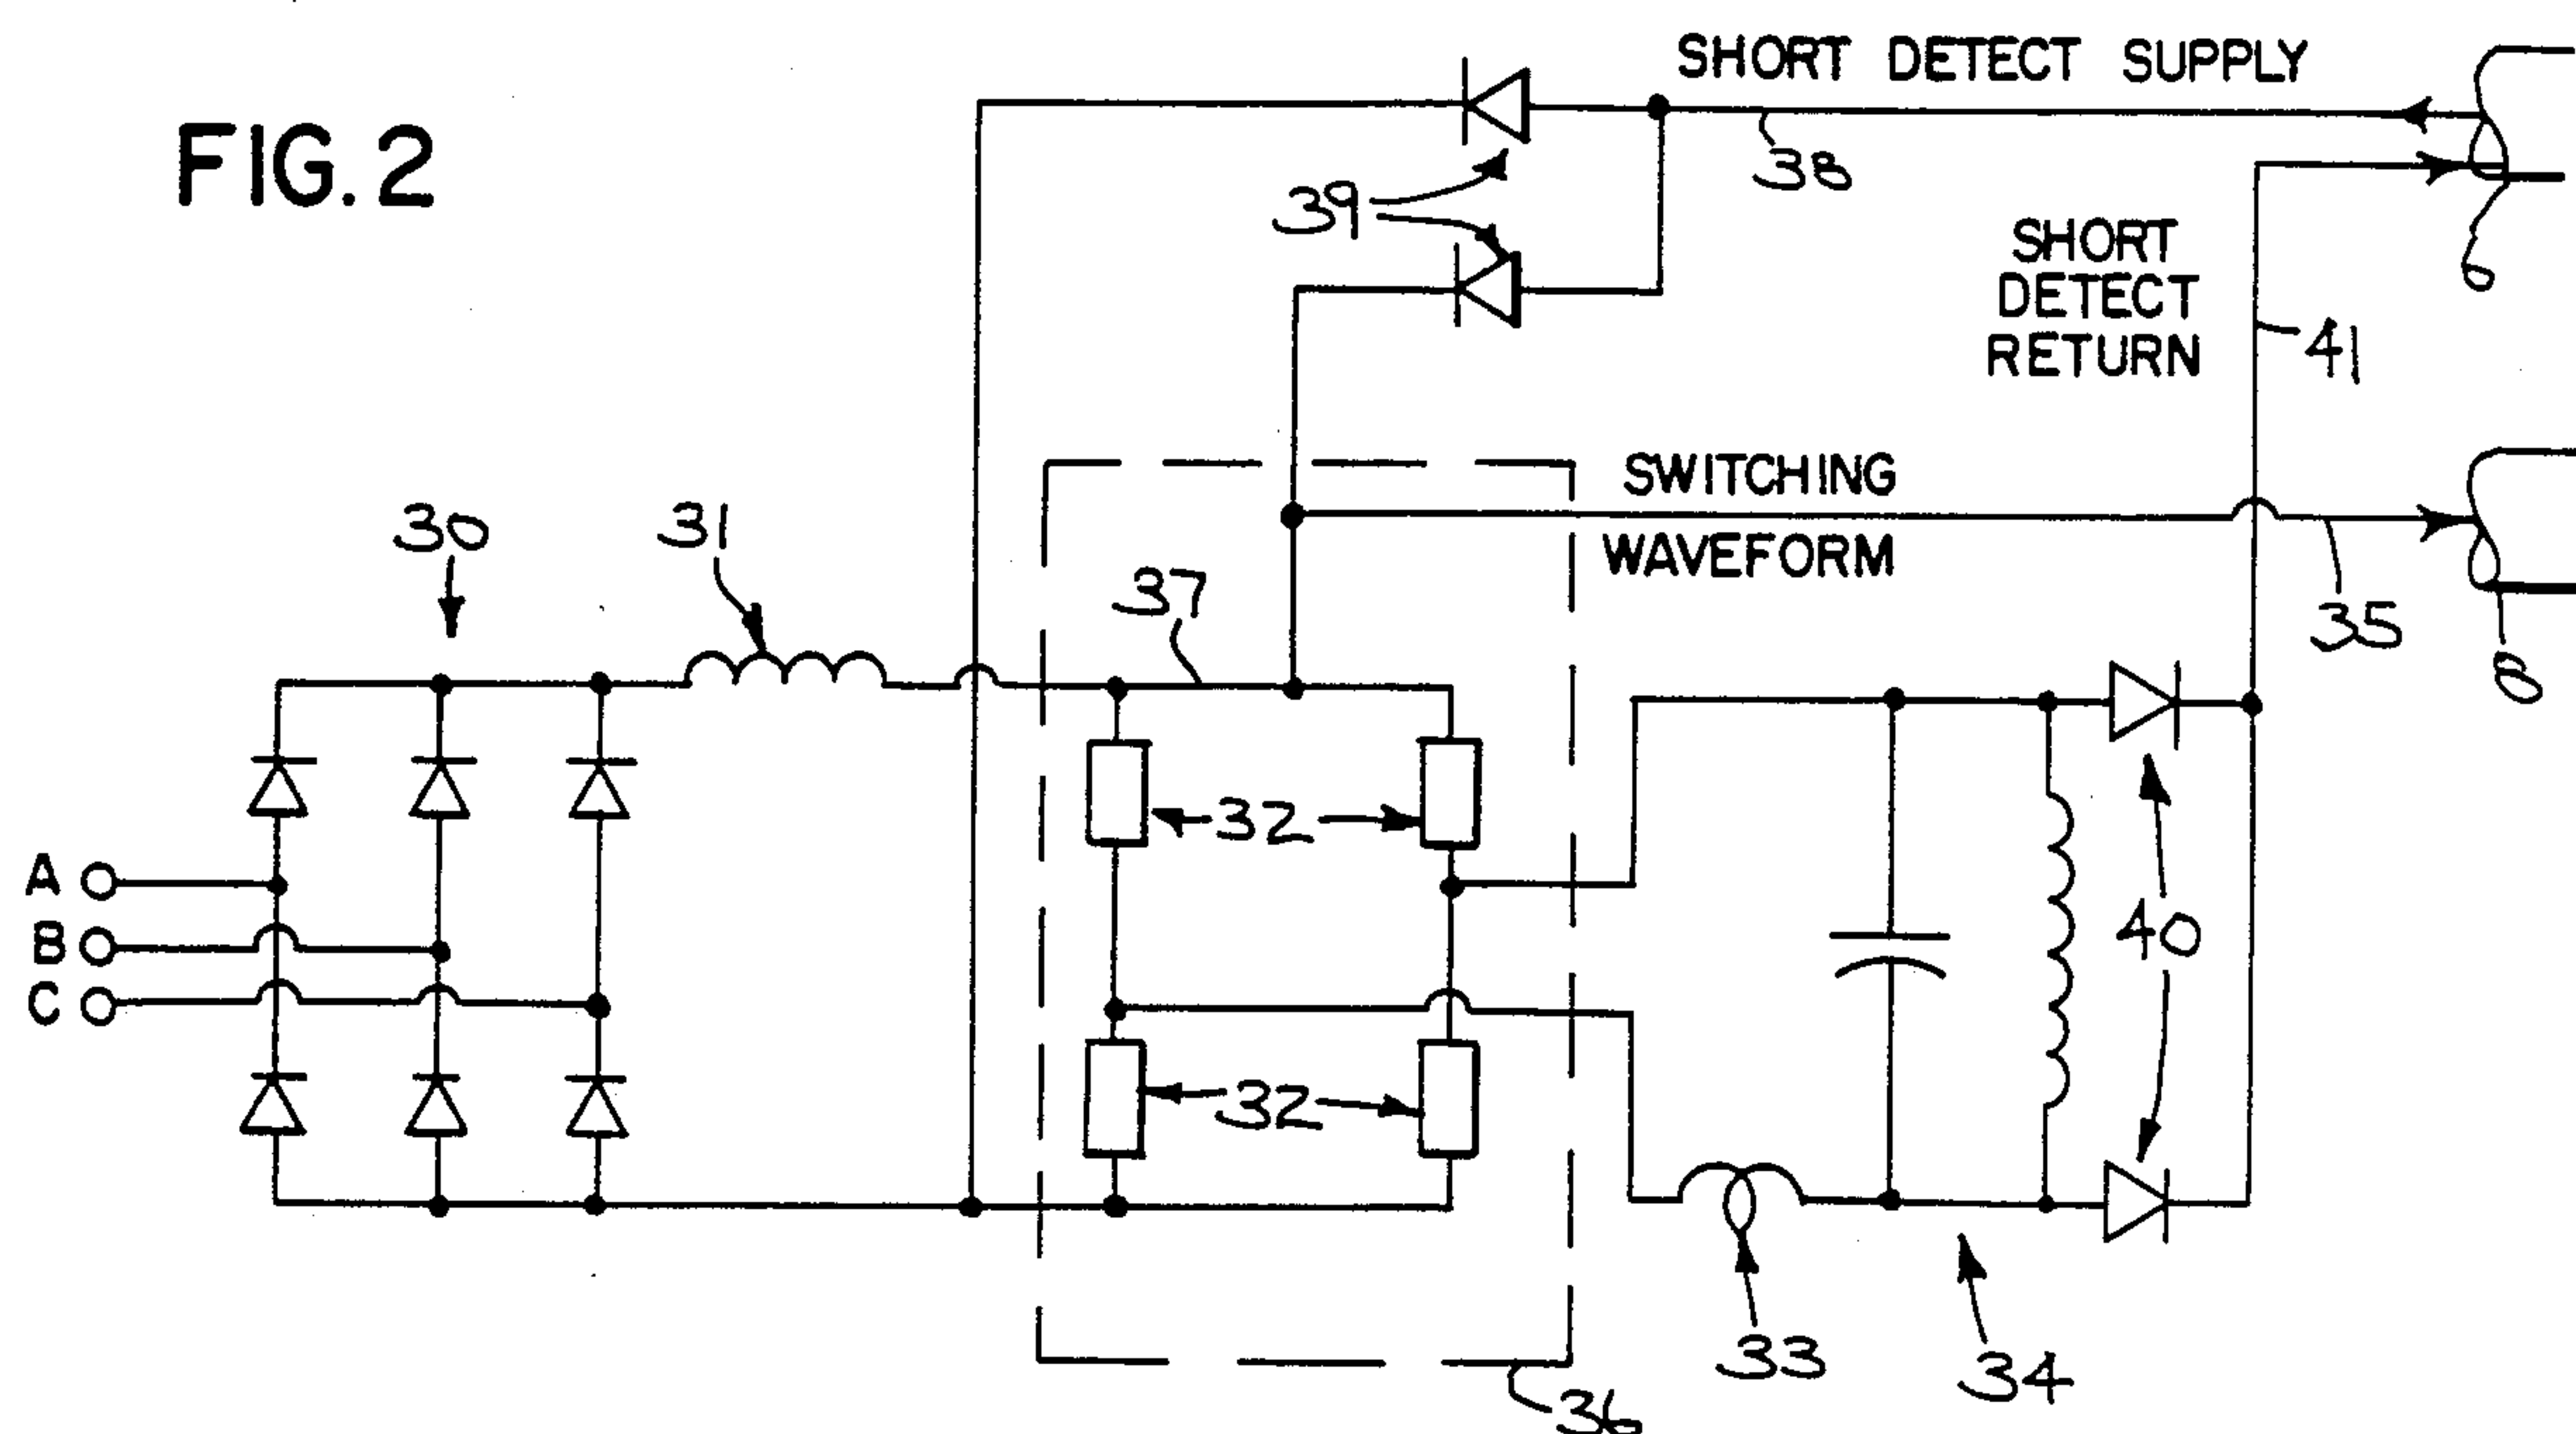 FIG. 2
SHORT DETECT SUPPLY
38
39
SHORT
DETECT
RETURN
41
6
SWITCHING
WAVEFORM
35
8
30
31
37
A
B
C
32
32
40
33
34
36